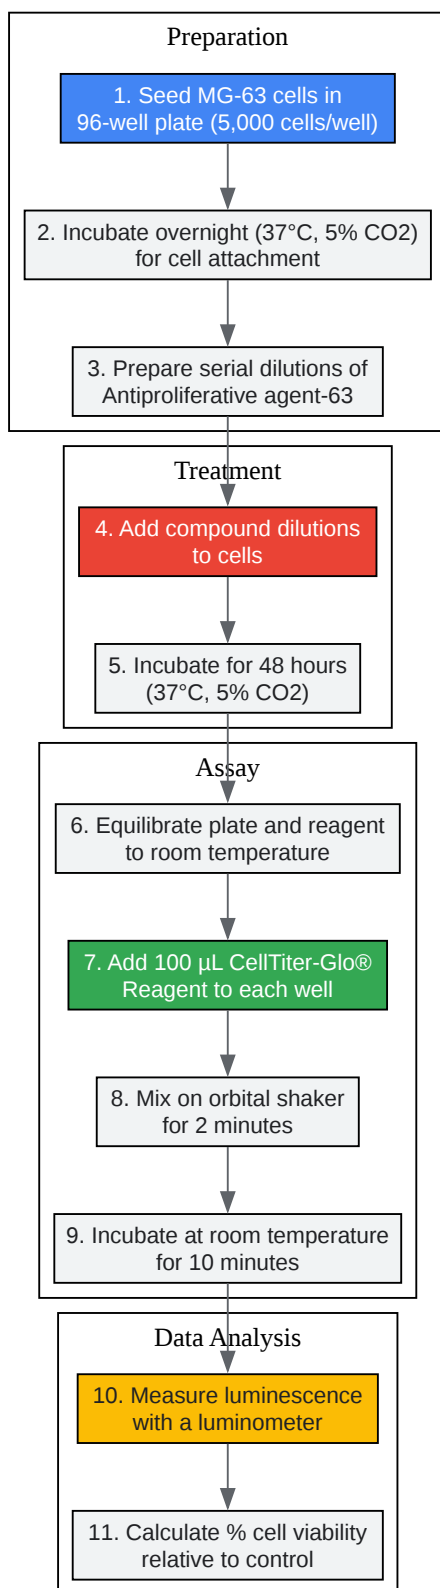 Preparation
1. Seed MG-63 cells in
96-well plate (5,000 cells/well)
2. Incubate overnight (37°C, 5% CO2)
for cell attachment
3. Prepare serial dilutions of
Antiproliferative agent-63
Treatment
4. Add compound dilutions
to cells
5. Incubate for 48 hours
(37°C, 5% CO2)
Assay
6. Equilibrate plate and reagent
to room temperature
7. Add 100 µL CellTiter-Glo®
Reagent to each well
8. Mix on orbital shaker
for 2 minutes
9. Incubate at room temperature
for 10 minutes
Data Analysis
10. Measure luminescence
with a luminometer
11. Calculate % cell viability
relative to control